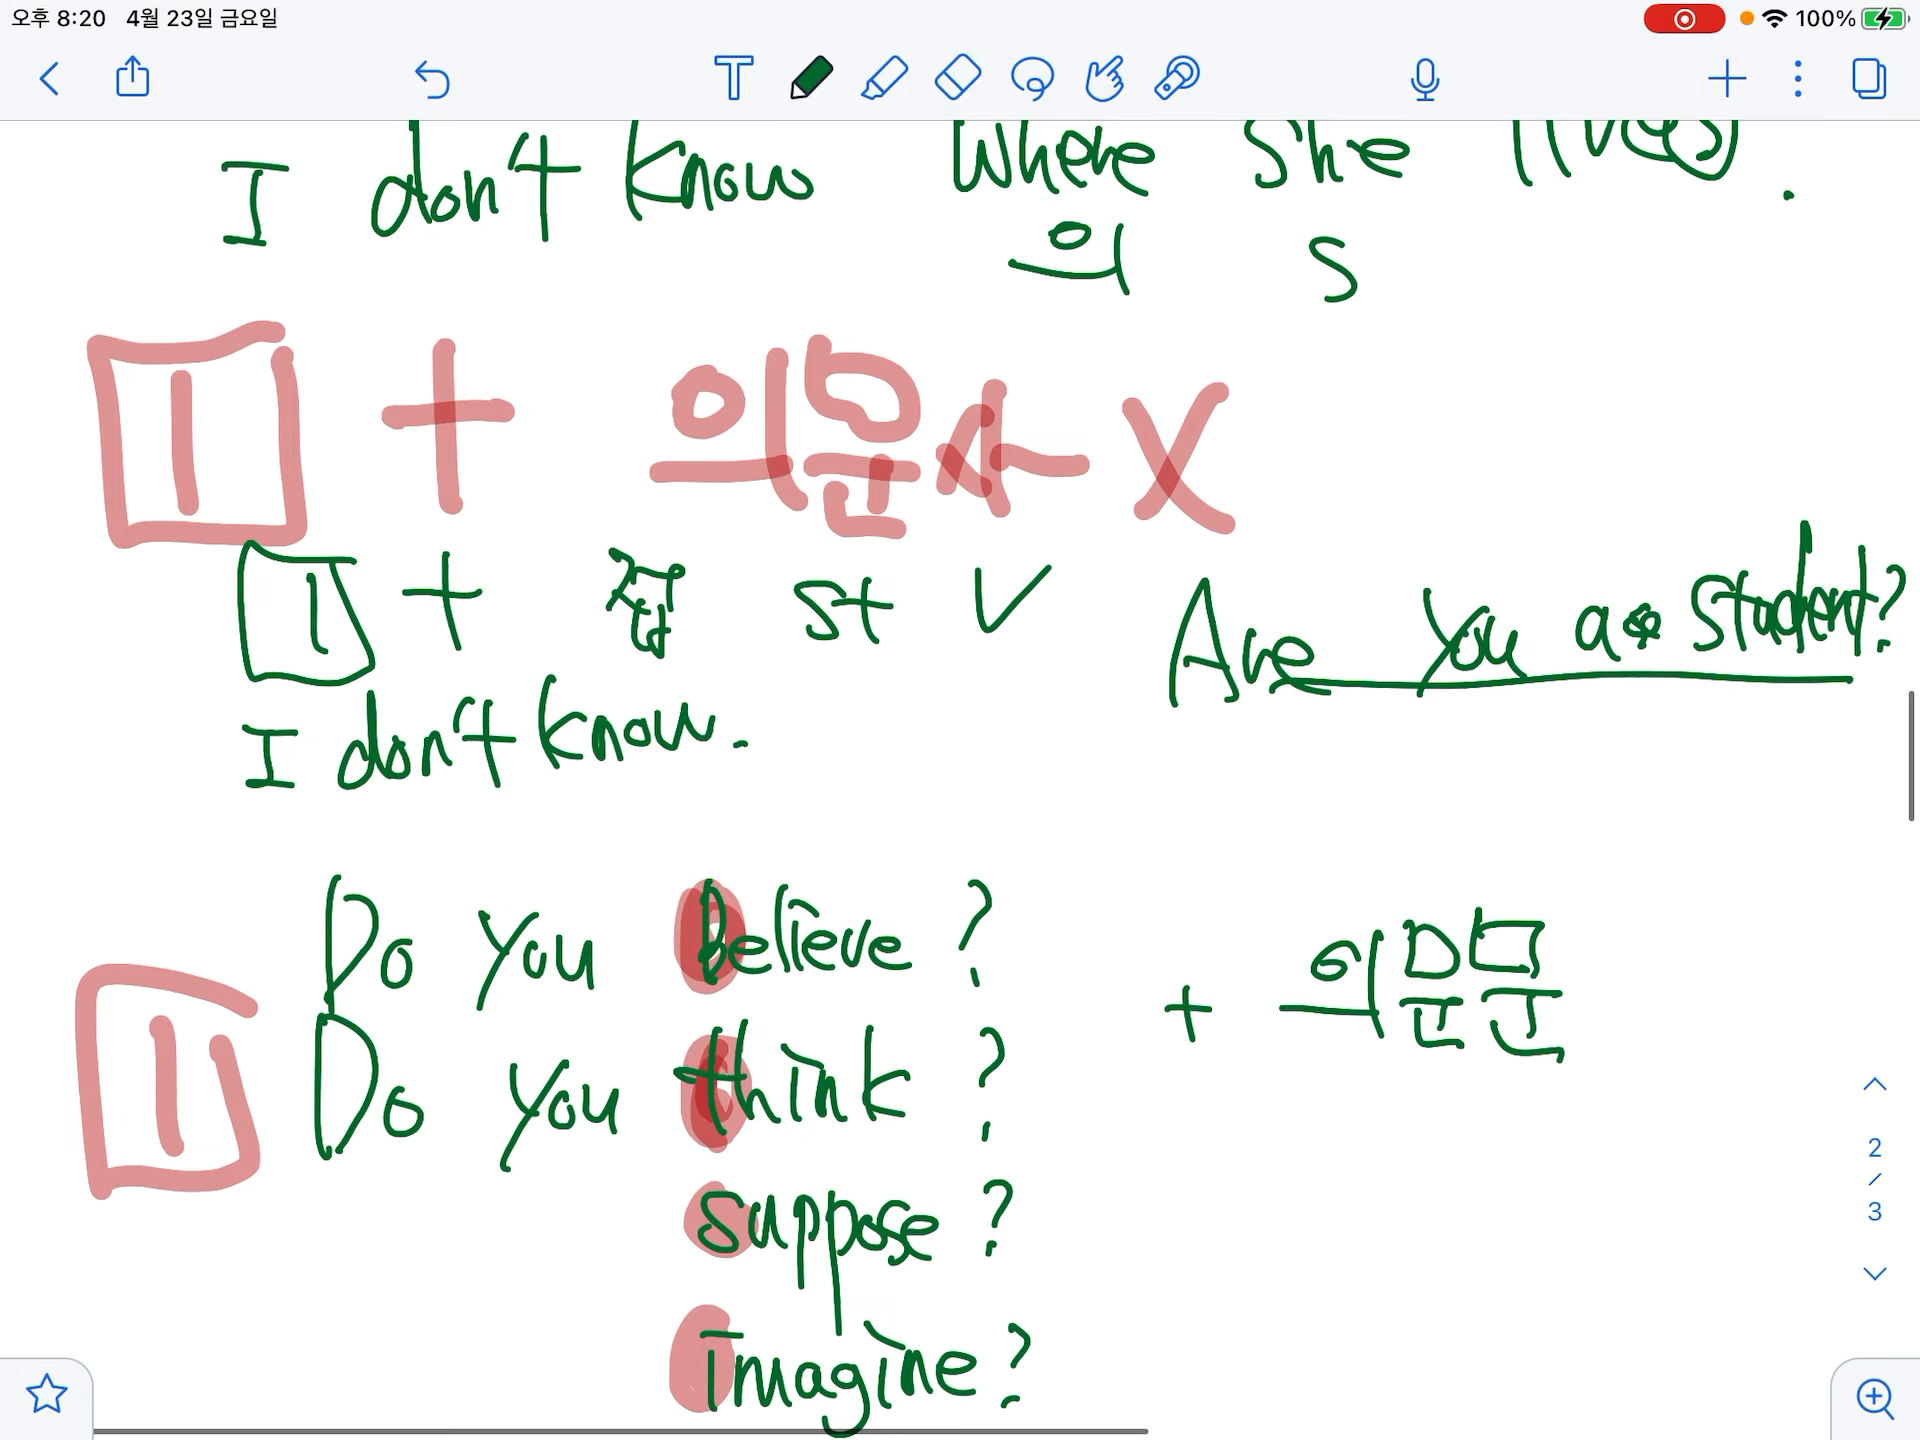 오후 8:20 4월 23일 금요일
100%
I don't know where she lives.
의 S
1 + 의문사 X
1 + 접 st V
Are you a student?
I don't know.
Do you Believe ?
+ 의문문
1
Do you think ?
suppose ?
imagine ?
2
/
3